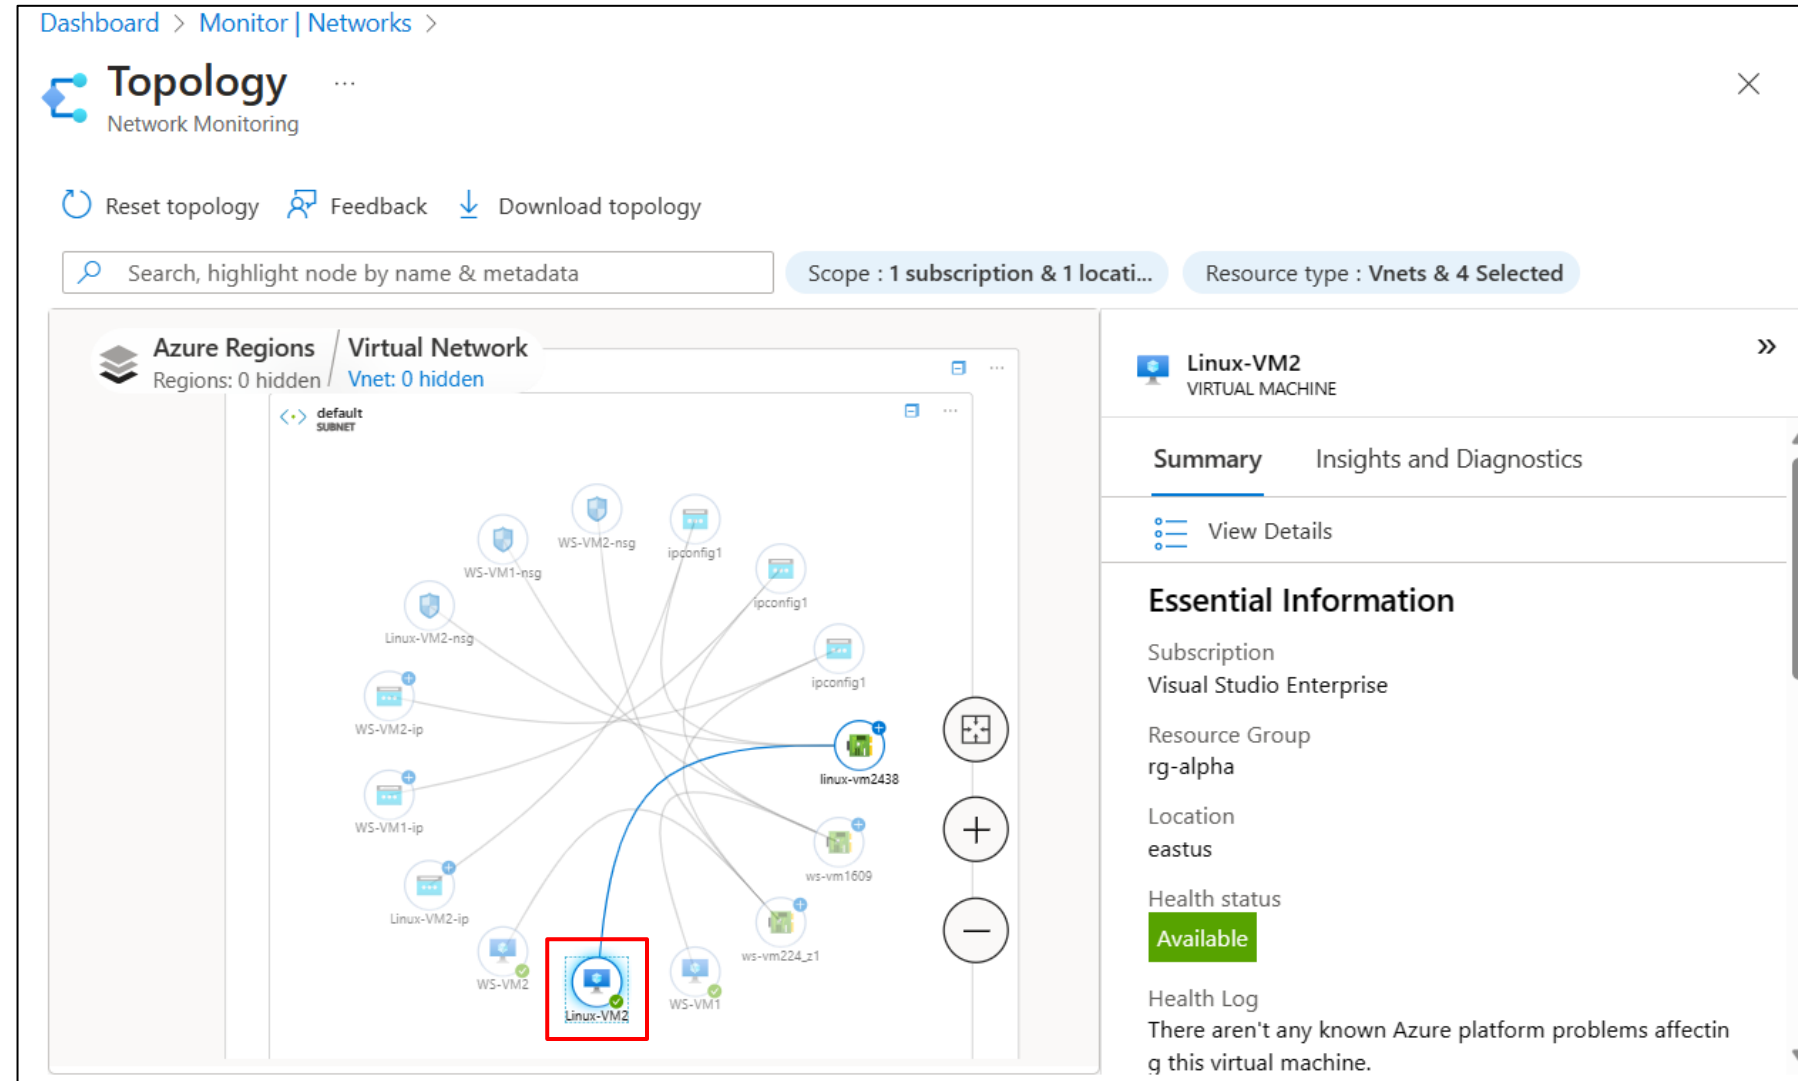 Dashboard > Monitor | Networks >
Topology ...
Network Monitoring
Reset topology Feedback Download topology
Search, highlight node by name & metadata
Scope : 1 subscription & 1 locati...
Resource type : Vnets & 4 Selected
Azure Regions
Regions: 0 hidden
Virtual Network
Vnet: 0 hidden
default
SUBNET
WS-VM2-nsg
ipconfig1
WS-VM1-nsg
ipconfig1
Linux-VM2-nsg
ipconfig1
WS-VM2-ip
linux-vm2438
WS-VM1-ip
ws-vm1609
Linux-VM2-ip
ws-vm224_z1
WS-VM2
Linux-VM2
WS-VM1
Linux-VM2
VIRTUAL MACHINE
Summary Insights and Diagnostics
View Details
Essential Information
Subscription
Visual Studio Enterprise
Resource Group
rg-alpha
Location
eastus
Health status
Available
Health Log
There aren't any known Azure platform problems affectin
g this virtual machine.